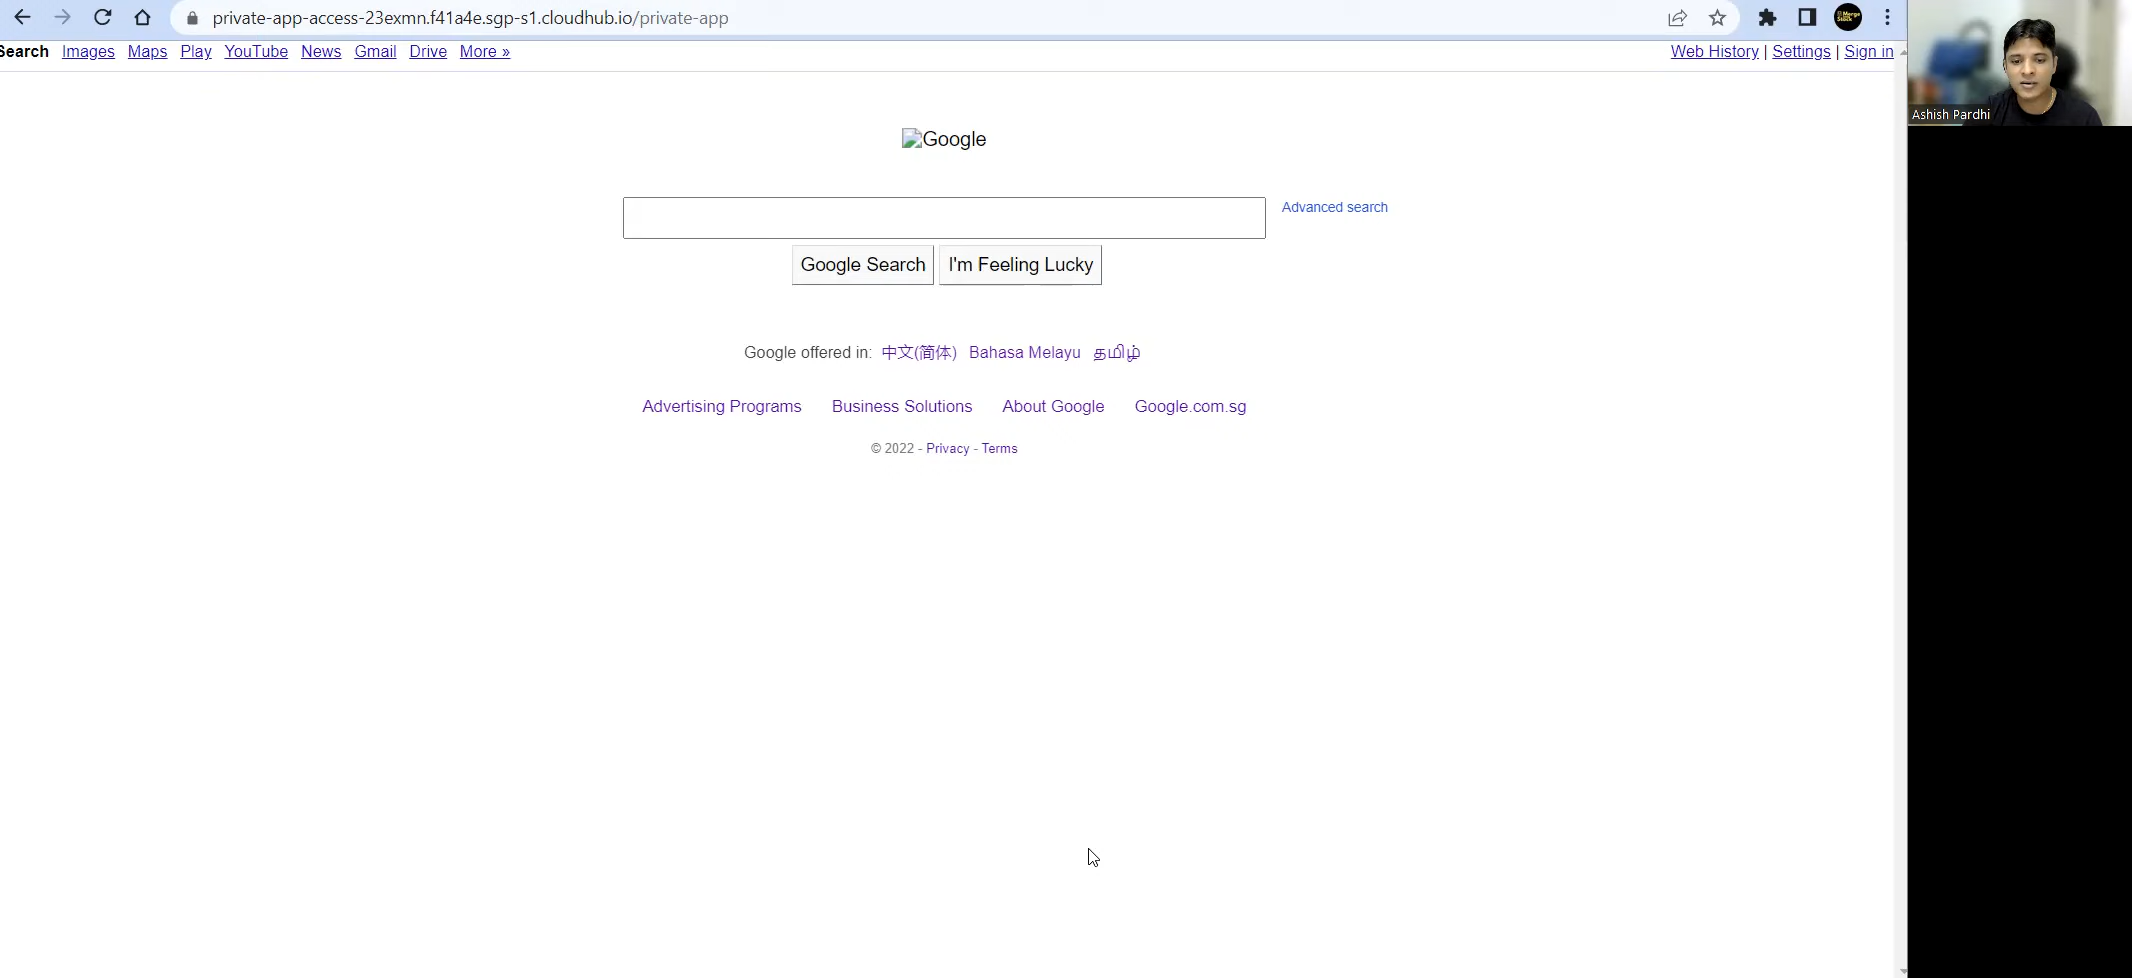 private-app-access-23exmn.f41a4e.sgp-s1.cloudhub.io/private-app
Search Images Maps Play YouTube News Gmail Drive More »
Web History | Settings | Sign in
Ashish Pardhi
Google
Advanced search
Google Search I'm Feeling Lucky
Google offered in: 中文(简体) Bahasa Melayu தமிழ்
Advertising Programs Business Solutions About Google Google.com.sg
© 2022 - Privacy - Terms